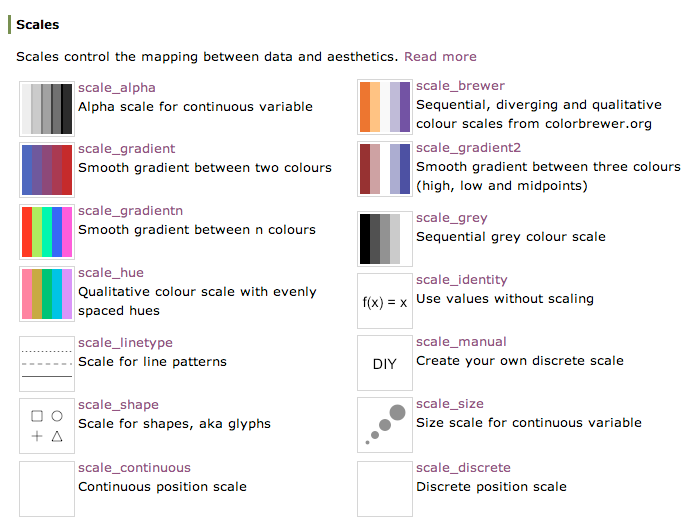 Scales
Scales control the mapping between data and aesthetics. Read more
scale_alpha
Alpha scale for continuous variable
scale_brewer
Sequential, diverging and qualitative
colour scales from colorbrewer.org
scale_gradient
Smooth gradient between two colours
scale_gradient2
Smooth gradient between three colours
(high, low and midpoints)
scale_gradientn
Smooth gradient between n colours
scale_grey
Sequential grey colour scale
scale_hue
Qualitative colour scale with evenly
spaced hues
f(x) = x
scale_identity
Use values without scaling
scale_linetype
Scale for line patterns
DIY
scale_manual
Create your own discrete scale
scale_shape
Scale for shapes, aka glyphs
scale_size
Size scale for continuous variable
scale_continuous
Continuous position scale
scale_discrete
Discrete position scale